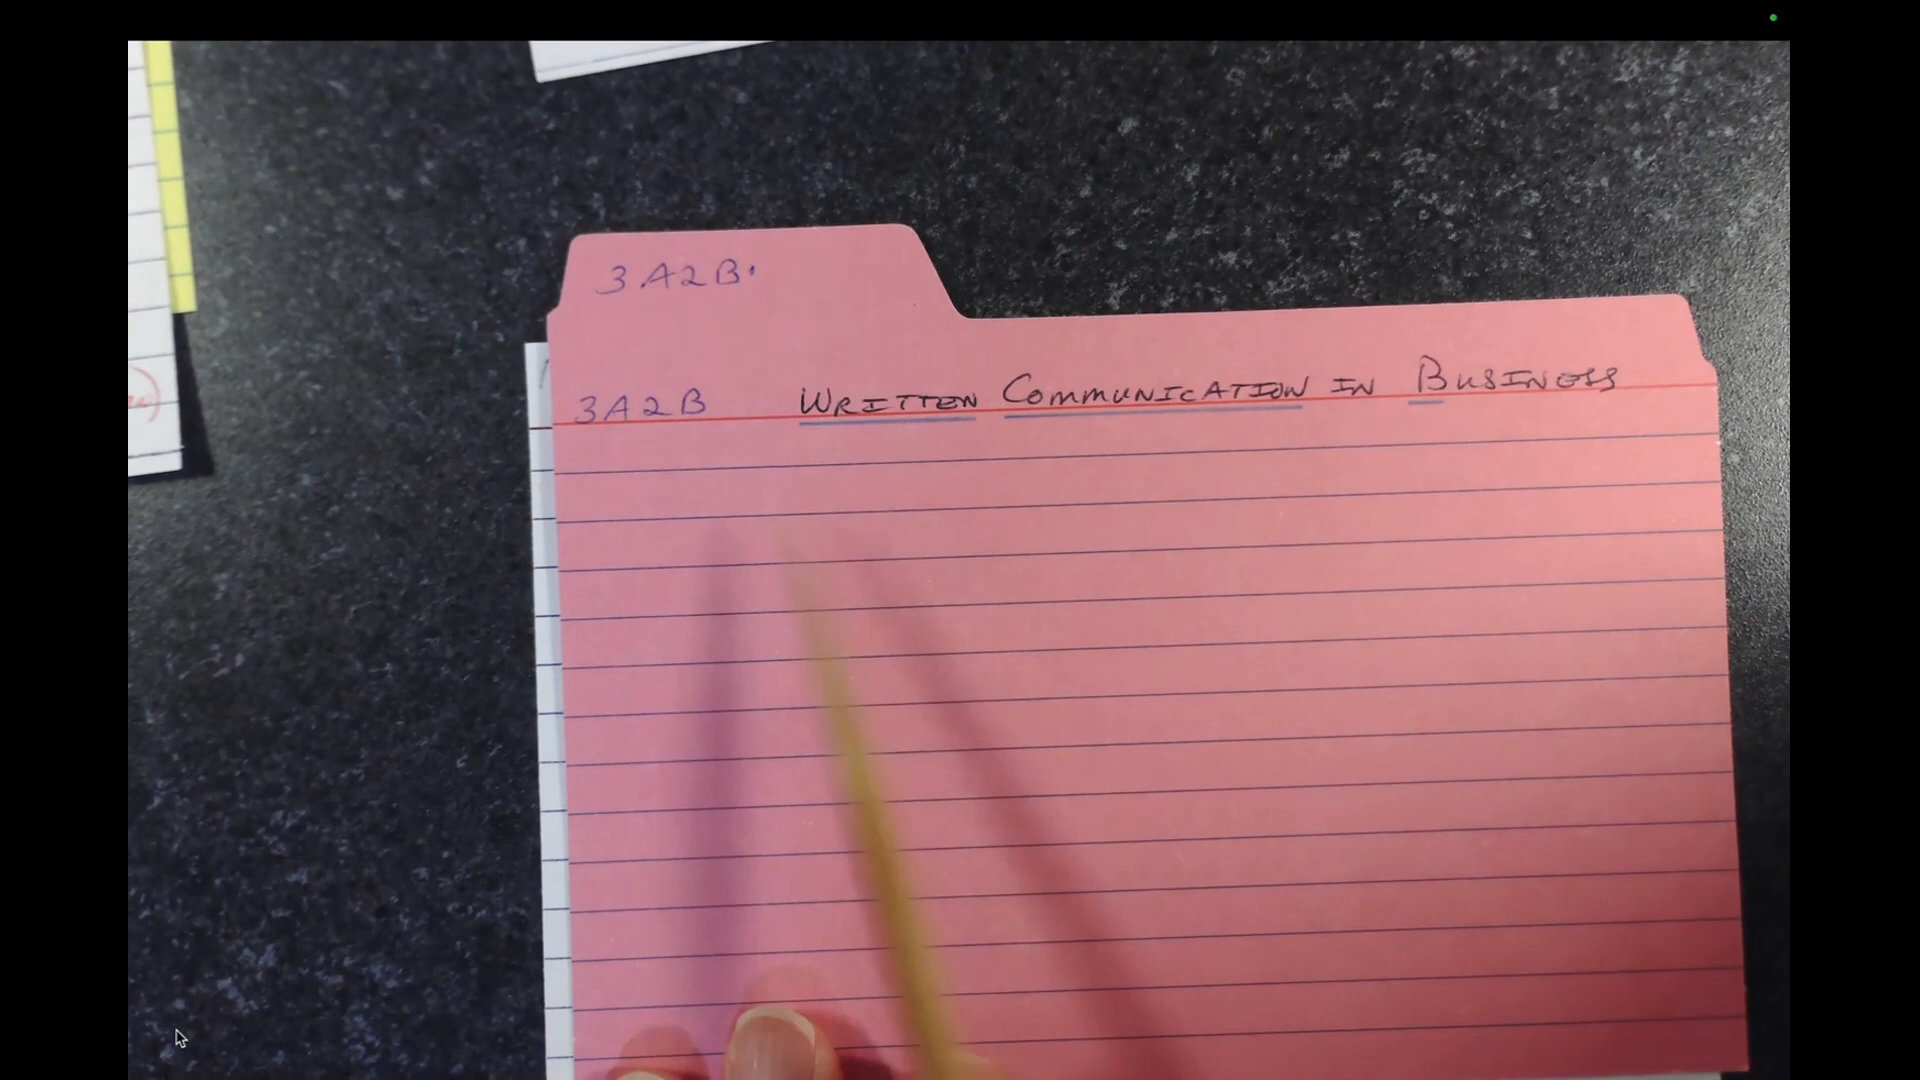 3A2B.
3A2B WRITTEN COMMUNICATION IN BUSINESS